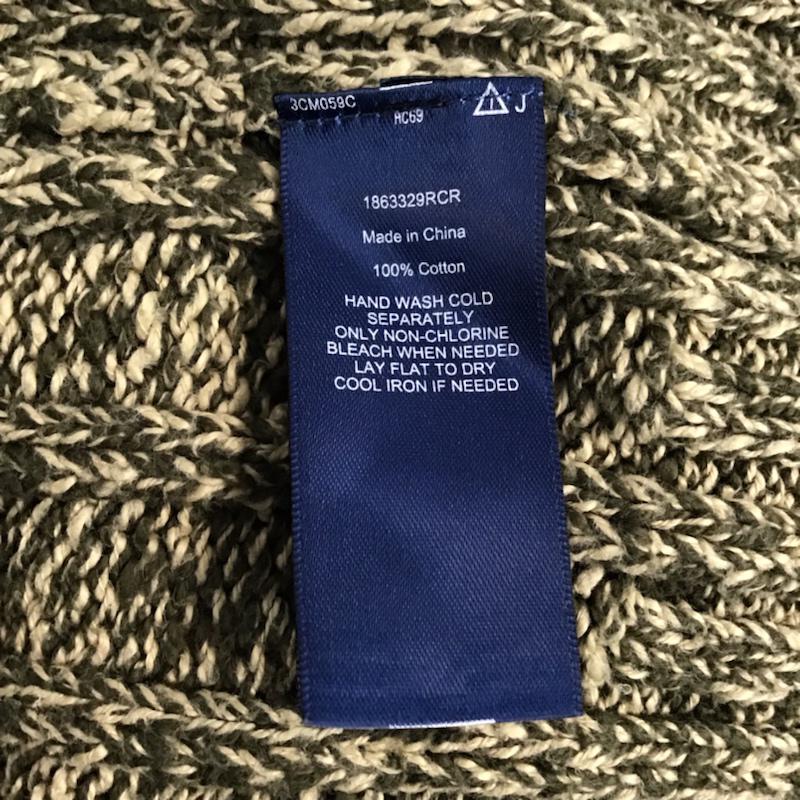 3CM059C
J
AC69
1863329RCR
Made in China
100% Cotton
HAND WASH COLD
SEPARATELY
ONLY NON-CHLORINE
BLEACH WHEN NEEDED
LAY FLAT TO DRY
COOL IRON IF NEEDED